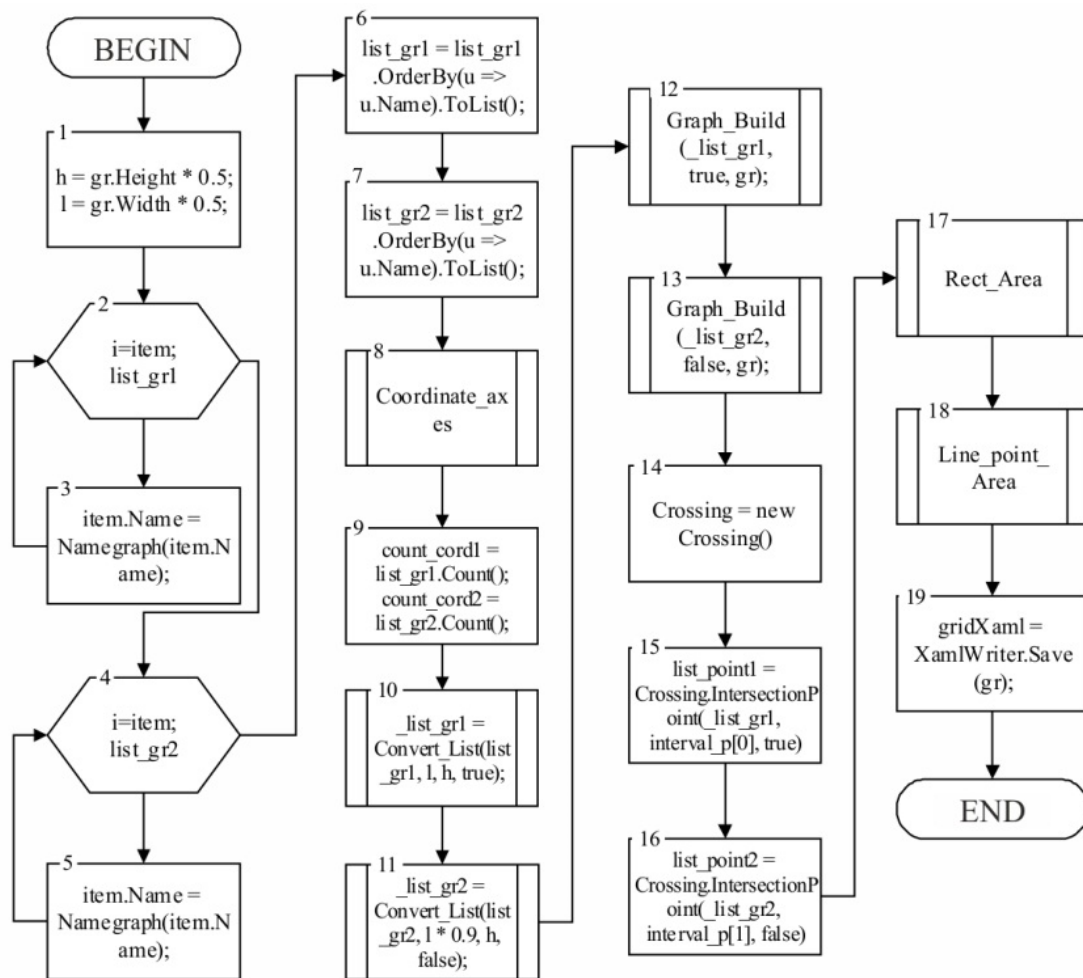 BEGIN
1
h = gr.Height * 0.5;
l = gr.Width * 0.5;
2
i=item;
list_gr1
3
item.Name =
Namegraph(item.N
ame);
4
i=item;
list_gr2
5
item.Name =
Namegraph(item.N
ame);
6
list_gr1 = list_gr1
.OrderBy(u =>
u.Name).ToList();
7
list_gr2 = list_gr2
.OrderBy(u =>
u.Name).ToList();
8
Coordinate_ax
es
9
count_cord1 =
list_gr1.Count();
count_cord2 =
list_gr2.Count();
10
_list_gr1 =
Convert_List(list
_gr1, l, h, true);
11
_list_gr2 =
Convert_List(list
_gr2, l * 0.9, h,
false);
12
Graph_Build
(_list_gr1,
true, gr);
13
Graph_Build
(_list_gr2,
false, gr);
14
Crossing = new
Crossing()
15
list_point1 =
Crossing.IntersectionP
oint(_list_gr1,
interval_p[0], true)
16
list_point2 =
Crossing.IntersectionP
oint(_list_gr2,
interval_p[1], false)
17
Rect_Area
18
Line_point_
Area
19
gridXaml =
XamlWriter.Save
(gr);
END